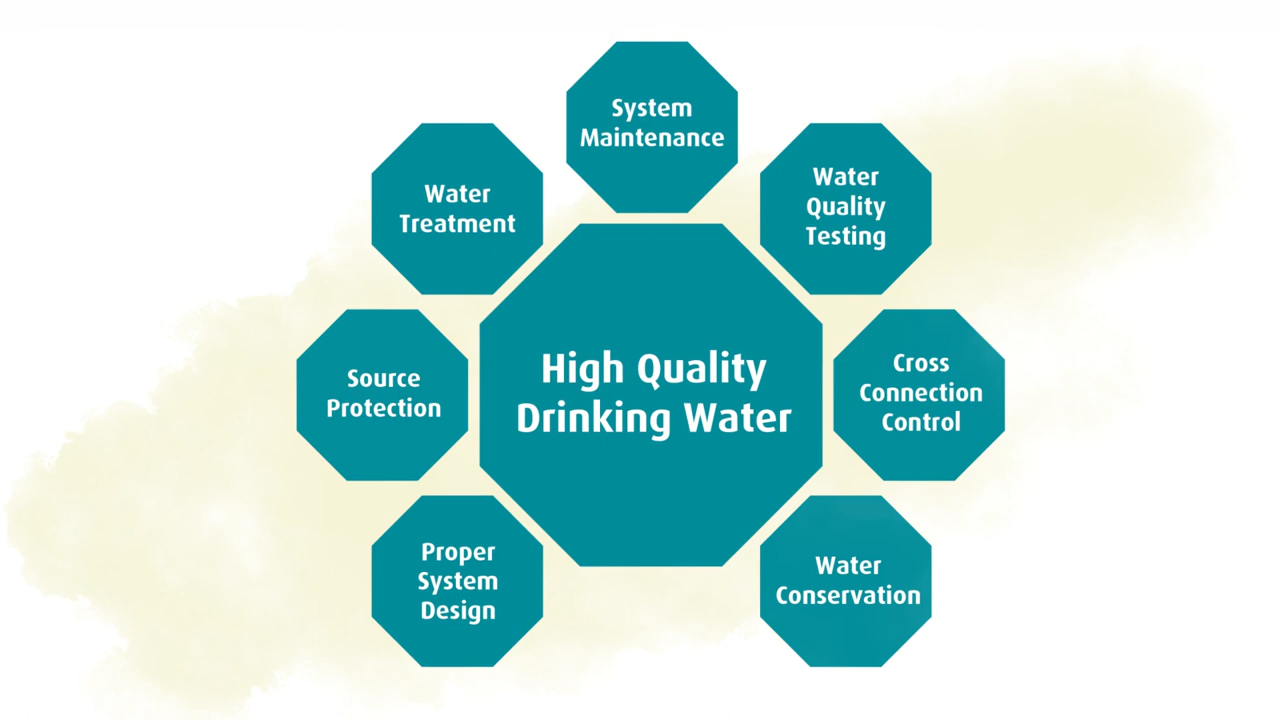 System
Maintenance
Water
Treatment
Water
Quality
Testing
Source
Protection
High Quality
Drinking Water
Cross
Connection
Control
Proper
System
Design
Water
Conservation